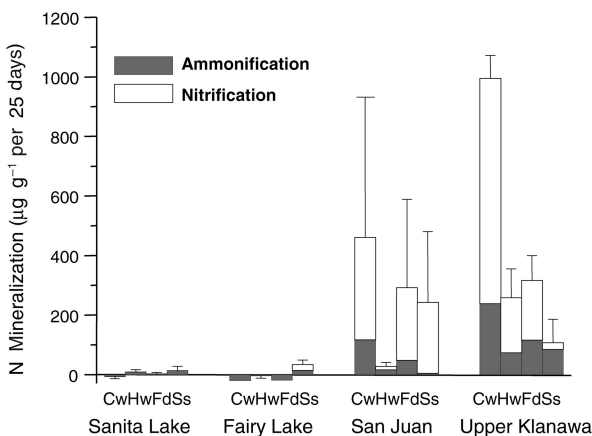 1200
1000
800
600
400
200
0
N Mineralization (μg g⁻¹ per 25 days)
Ammonification
Nitrification
CwHwFdSs CwHwFdSs CwHwFdSs CwHwFdSs
Sanita Lake Fairy Lake San Juan Upper Klanawa